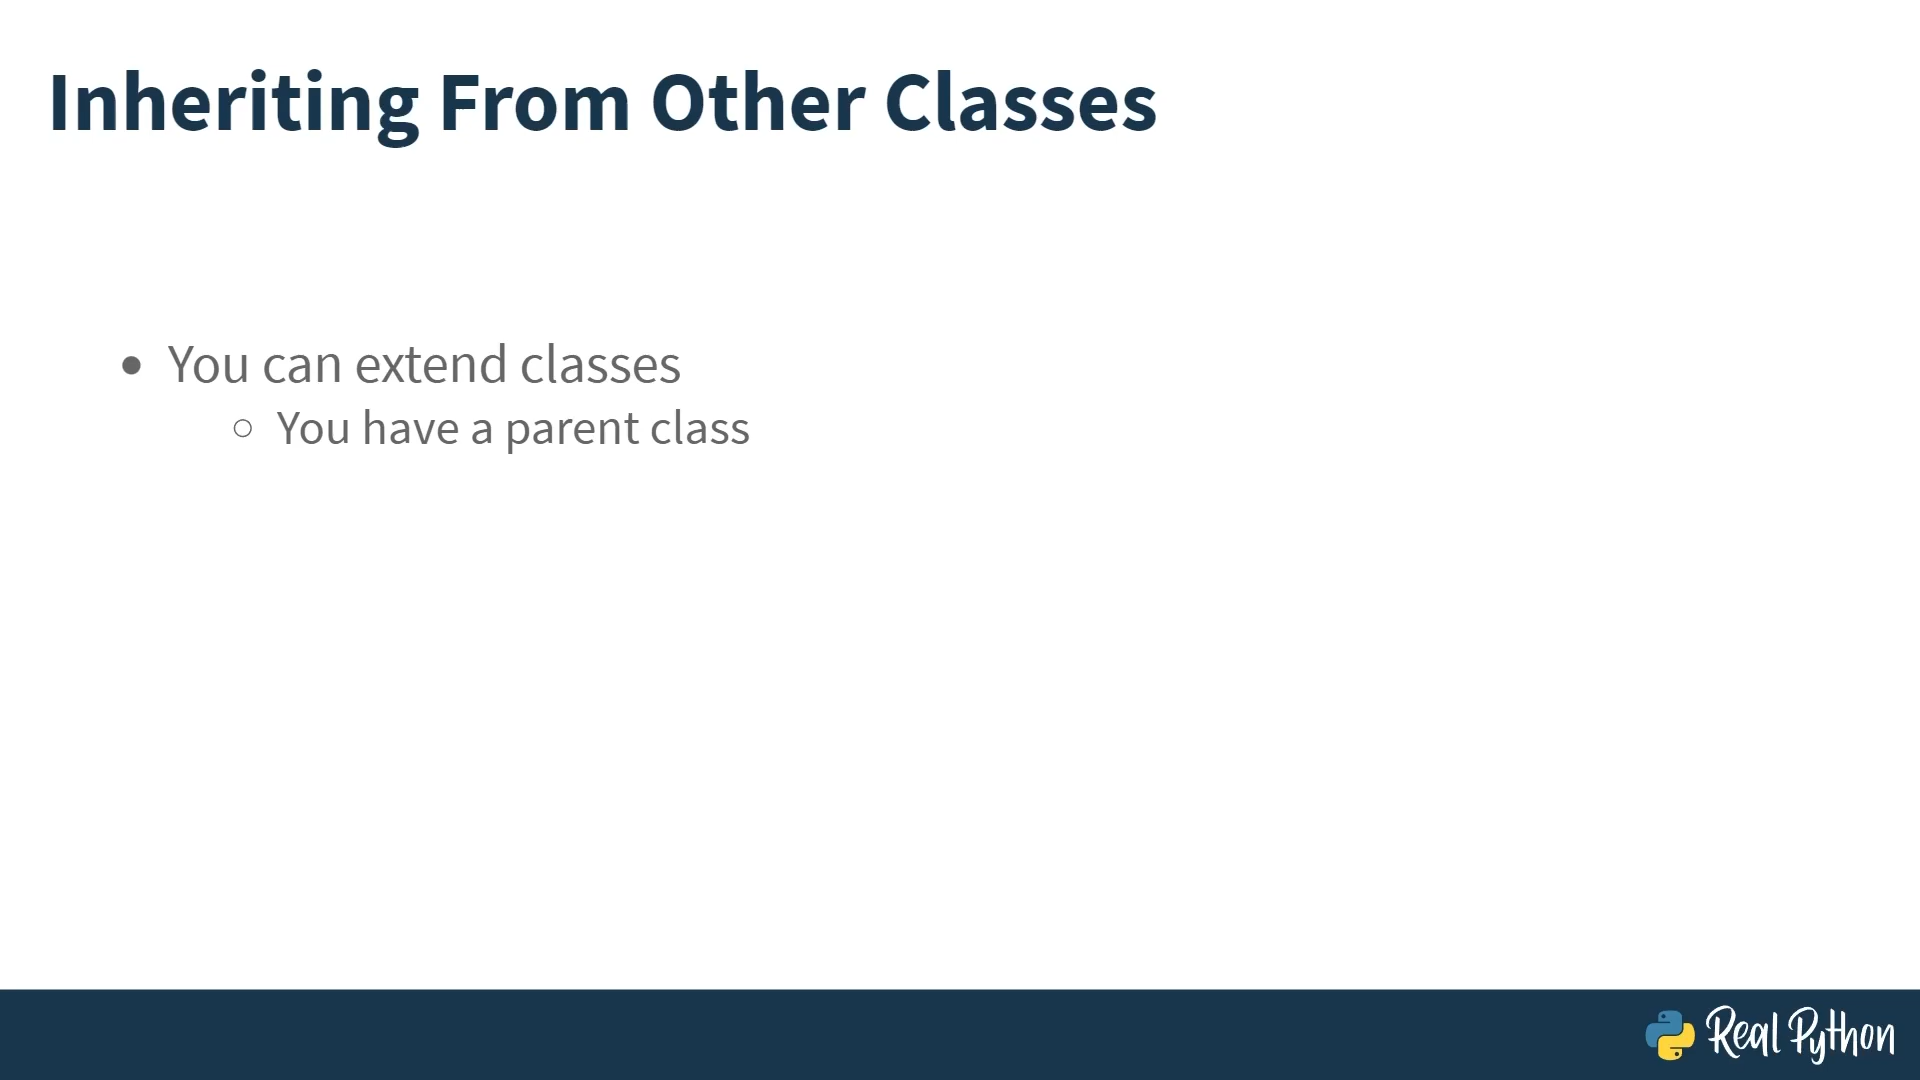 Inheriting From Other Classes
• You can extend classes
○ You have a parent class
Real Python